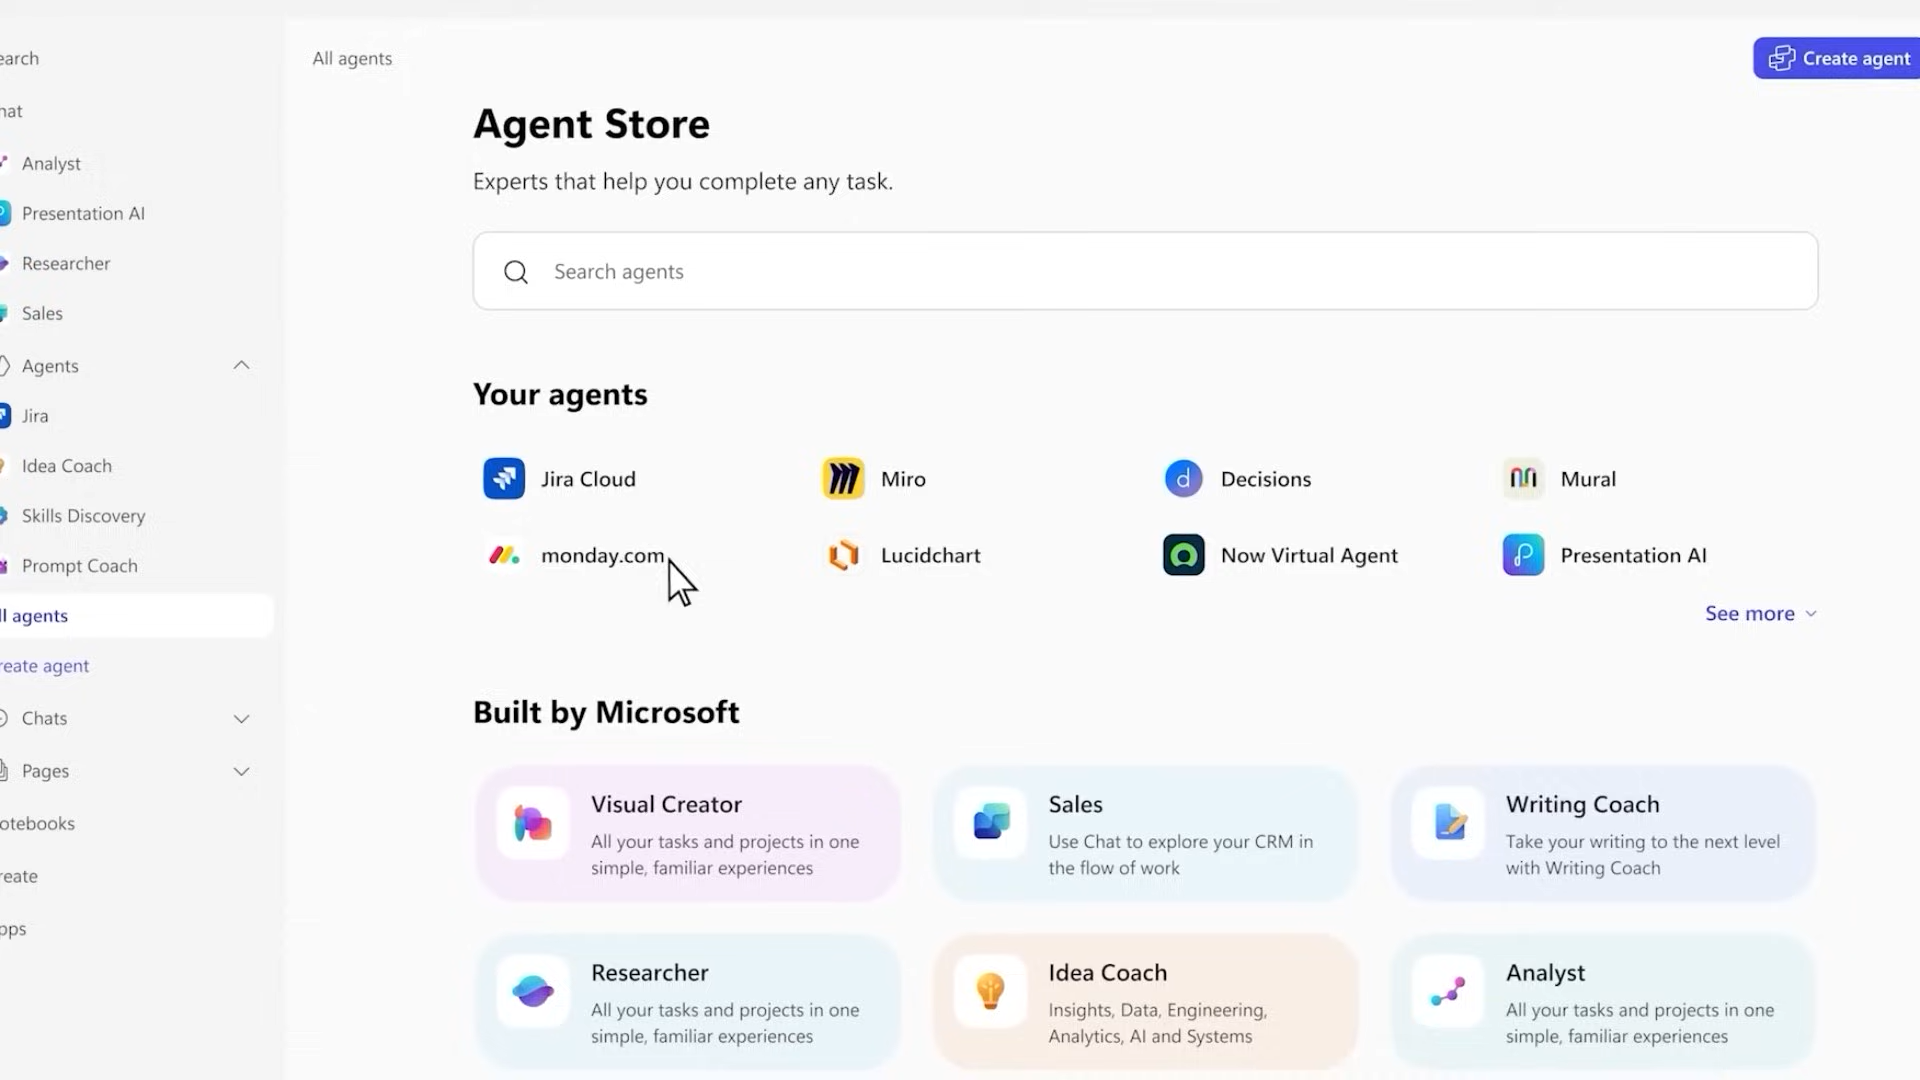 earch
hat
Analyst
Presentation AI
Researcher
Sales
Agents
Jira
Idea Coach
Skills Discovery
Prompt Coach
ll agents
reate agent
Chats
Pages
otebooks
reate
pps
All agents
Create agent
Agent Store
Experts that help you complete any task.
Search agents
Your agents
Jira Cloud
Miro
Decisions
Mural
monday.com
Lucidchart
Now Virtual Agent
Presentation AI
See more
Built by Microsoft
Visual Creator
All your tasks and projects in one
simple, familiar experiences
Sales
Use Chat to explore your CRM in
the flow of work
Writing Coach
Take your writing to the next level
with Writing Coach
Researcher
All your tasks and projects in one
simple, familiar experiences
Idea Coach
Insights, Data, Engineering,
Analytics, AI and Systems
Analyst
All your tasks and projects in one
simple, familiar experiences